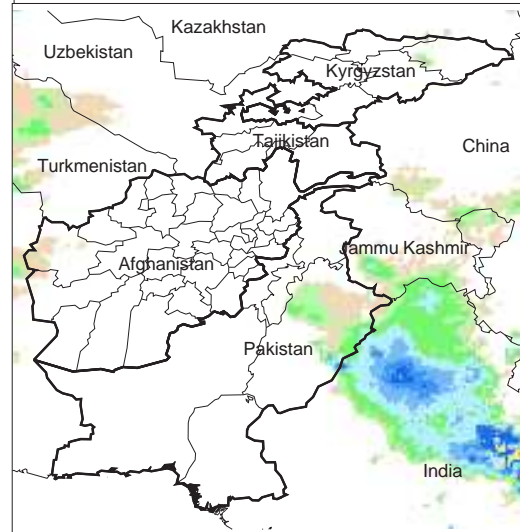 Kazakhstan
Uzbekistan
Kyrgyzstan
Tajikistan
China
Turkmenistan
Jammu Kashmir
Afghanistan
Pakistan
India